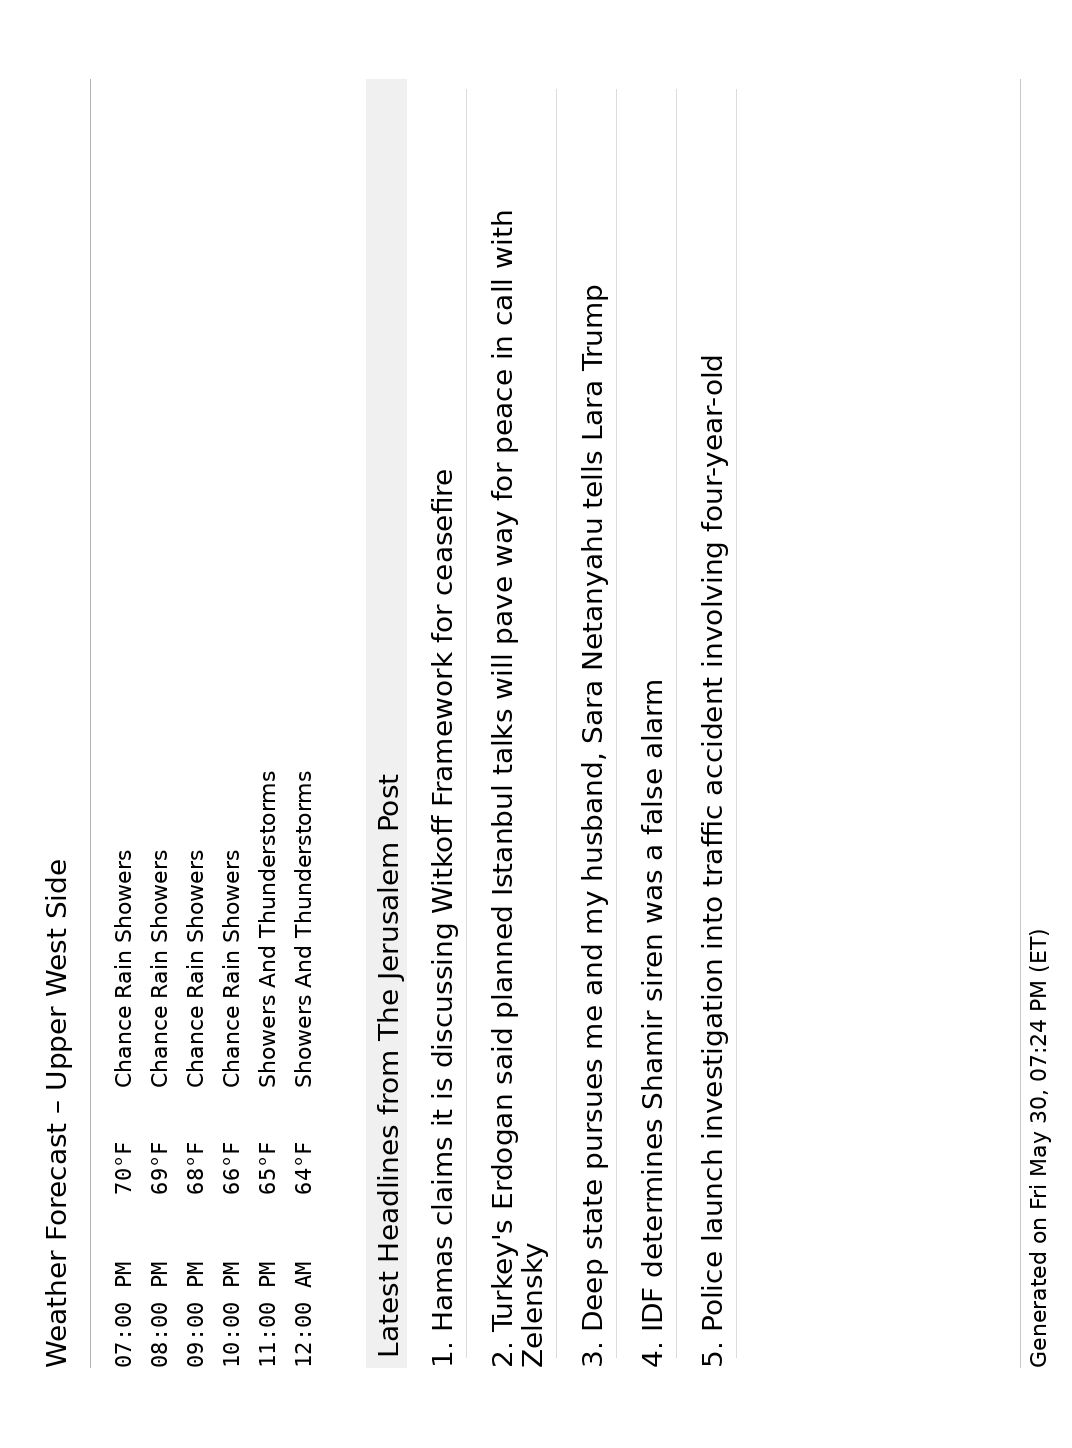 Weather Forecast – Upper West Side
07:00 PM 70°F Chance Rain Showers
08:00 PM 69°F Chance Rain Showers
09:00 PM 68°F Chance Rain Showers
10:00 PM 66°F Chance Rain Showers
11:00 PM 65°F Showers And Thunderstorms
12:00 AM 64°F Showers And Thunderstorms
Latest Headlines from The Jerusalem Post
1. Hamas claims it is discussing Witkoff Framework for ceasefire
2. Turkey's Erdogan said planned Istanbul talks will pave way for peace in call with
Zelensky
3. Deep state pursues me and my husband, Sara Netanyahu tells Lara Trump
4. IDF determines Shamir siren was a false alarm
5. Police launch investigation into traffic accident involving four-year-old
Generated on Fri May 30, 07:24 PM (ET)